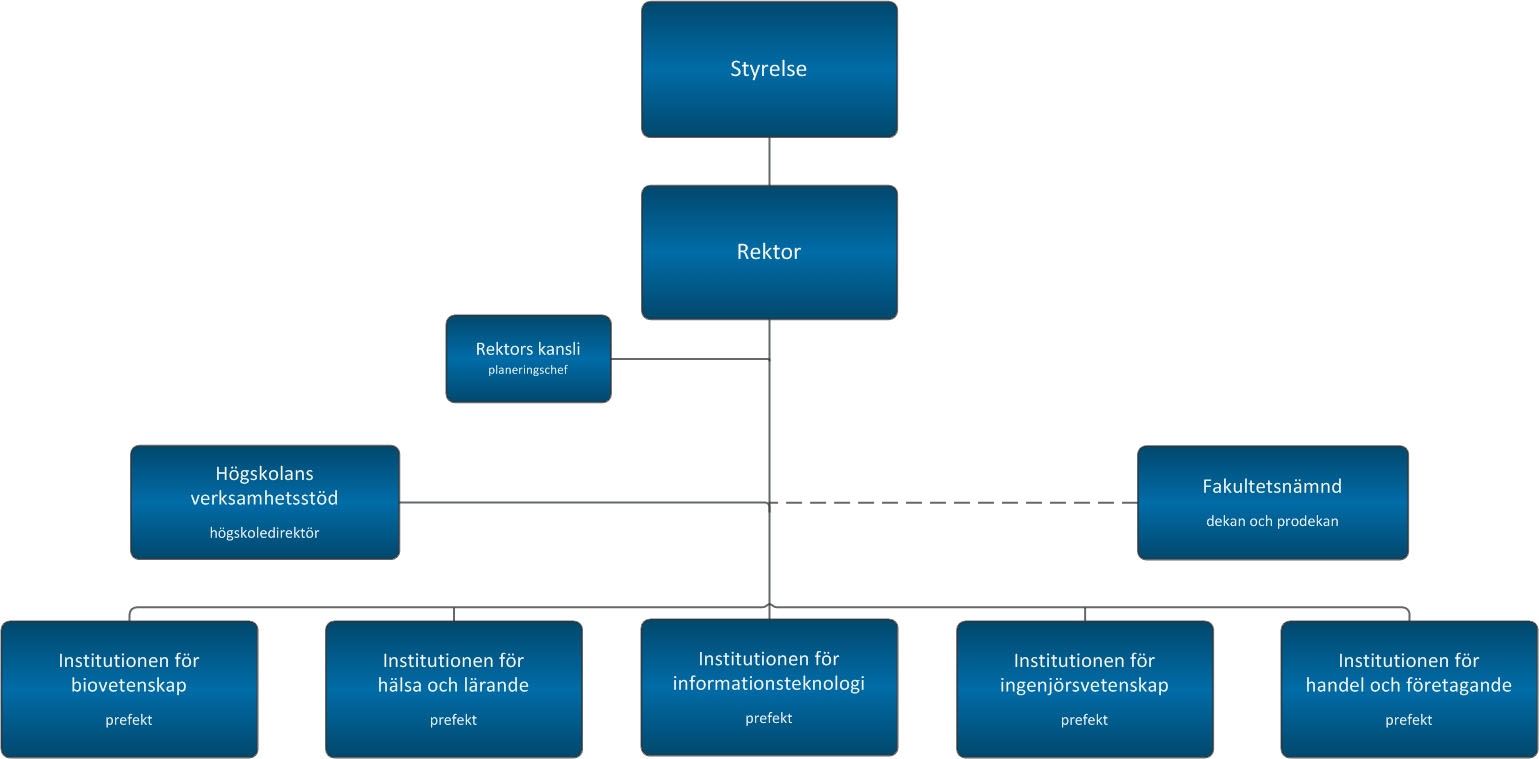 Styrelse
Rektor
Rektors kansli
planeringschef
Högskolans
verksamhetsstöd
högskoledirektör
Fakultetsnämnd
dekan och prodekan
Institutionen för
biovetenskap
prefekt
Institutionen för
hälsa och lärande
prefekt
Institutionen för
informationsteknologi
prefekt
Institutionen för
ingenjörsvetenskap
prefekt
Institutionen för
handel och företagande
prefekt